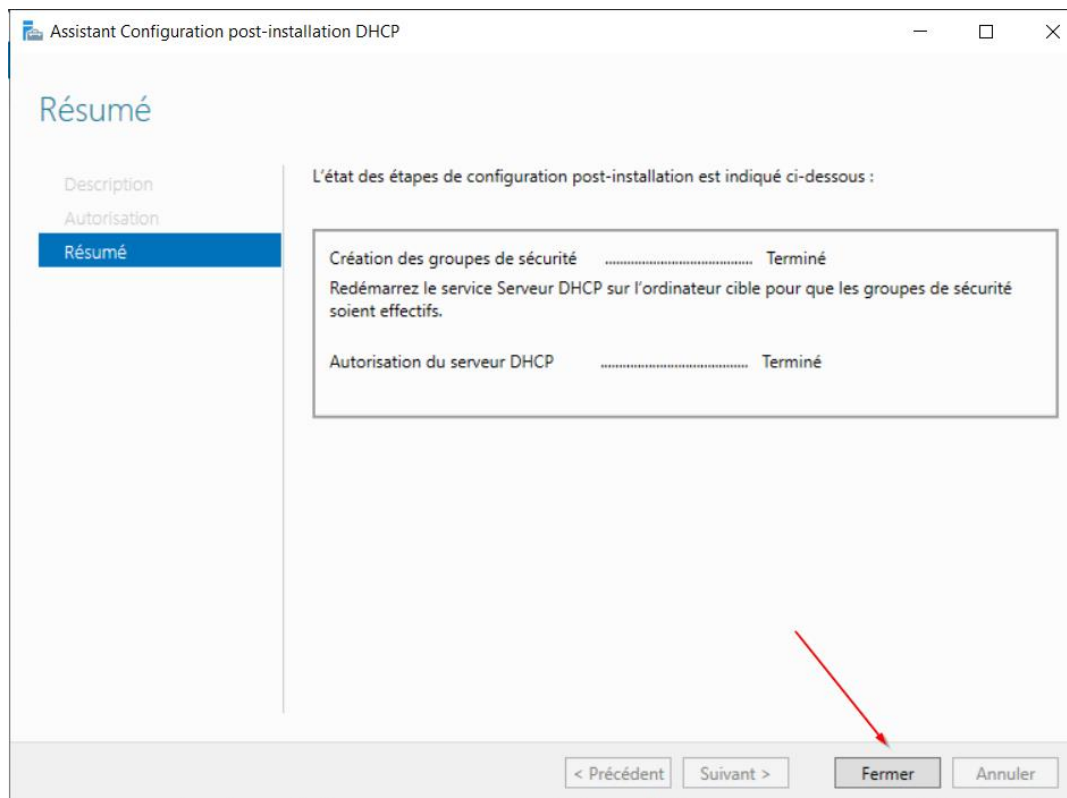 Assistant Configuration post-installation DHCP
Résumé
Description
Autorisation
Résumé
L'état des étapes de configuration post-installation est indiqué ci-dessous :
Création des groupes de sécurité ........................................ Terminé
Redémarrez le service Serveur DHCP sur l'ordinateur cible pour que les groupes de sécurité
soient effectifs.
Autorisation du serveur DHCP ........................................ Terminé
< Précédent Suivant > Fermer Annuler